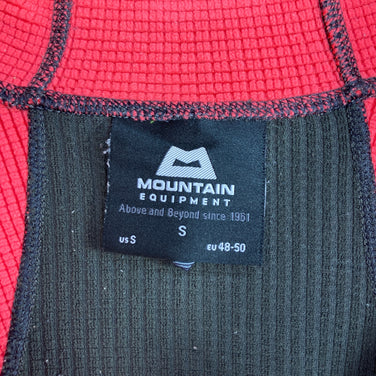 MOUNTAIN
EQUIPMENT
Above and Beyond since 1961
S
US S EU 48-50